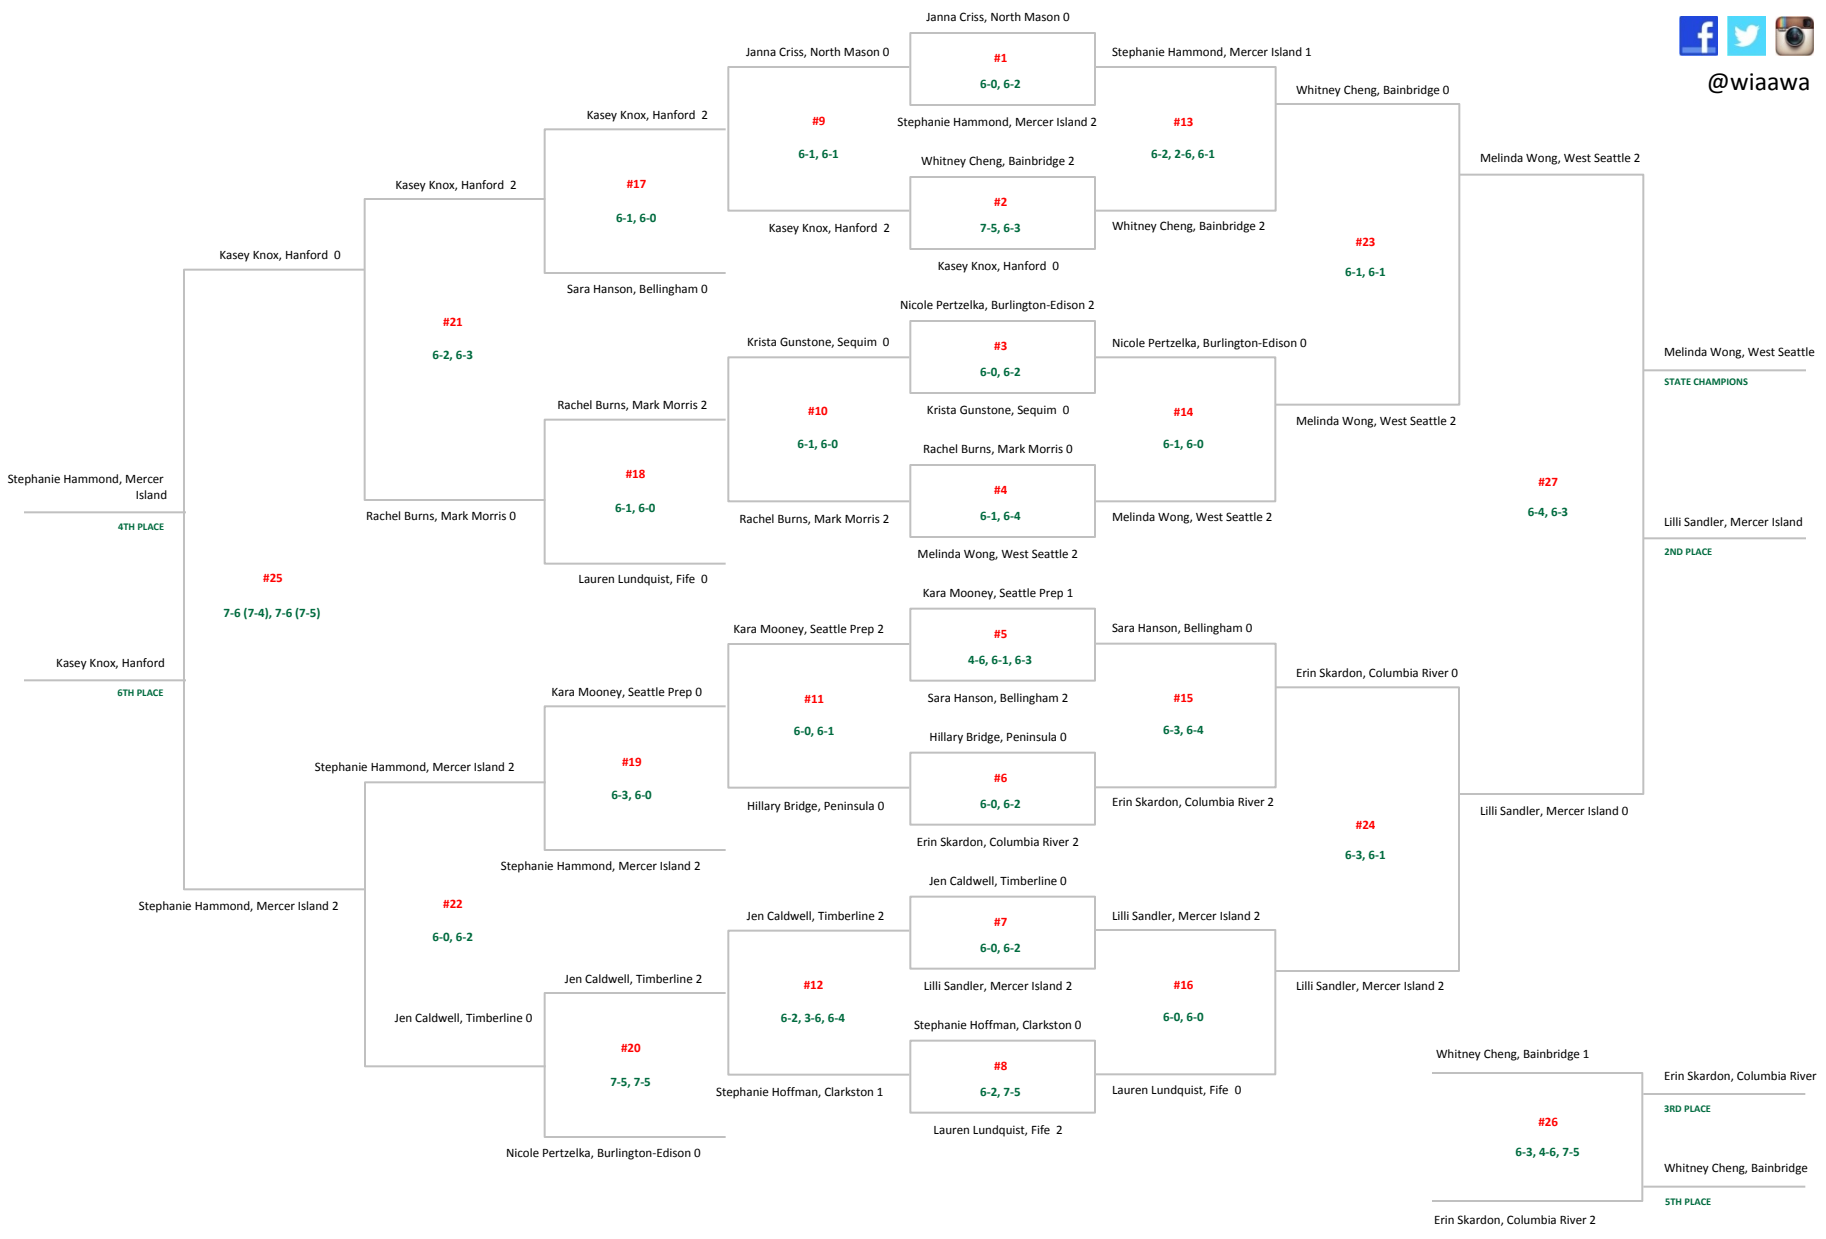 Janna Criss, North Mason 0
Janna Criss, North Mason 0
#1
Stephanie Hammond, Mercer Island 1
6-0, 6-2
@wiaawa
Whitney Cheng, Bainbridge 0
Kasey Knox, Hanford 2
#9
Stephanie Hammond, Mercer Island 2
#13
6-1, 6-1
6-2, 2-6, 6-1
Whitney Cheng, Bainbridge 2
Melinda Wong, West Seattle 2
Kasey Knox, Hanford 2
#17
#2
6-1, 6-0
Kasey Knox, Hanford 2
7-5, 6-3
Whitney Cheng, Bainbridge 2
#23
Kasey Knox, Hanford 0
Kasey Knox, Hanford 0
6-1, 6-1
Sara Hanson, Bellingham 0
Nicole Pertzelka, Burlington-Edison 2
#21
Krista Gunstone, Sequim 0
#3
Nicole Pertzelka, Burlington-Edison 0
6-2, 6-3
6-0, 6-2
Melinda Wong, West Seattle
STATE CHAMPIONS
Rachel Burns, Mark Morris 2
#10
Krista Gunstone, Sequim 0
#14
Melinda Wong, West Seattle 2
6-1, 6-0
6-1, 6-0
Rachel Burns, Mark Morris 0
Stephanie Hammond, Mercer
Island
#18
#4
#27
4TH PLACE
Rachel Burns, Mark Morris 0
6-1, 6-0
Rachel Burns, Mark Morris 2
6-1, 6-4
Melinda Wong, West Seattle 2
6-4, 6-3
Lilli Sandler, Mercer Island
2ND PLACE
Melinda Wong, West Seattle 2
#25
Lauren Lundquist, Fife 0
7-6 (7-4), 7-6 (7-5)
Kara Mooney, Seattle Prep 1
Kara Mooney, Seattle Prep 2
#5
Sara Hanson, Bellingham 0
Kasey Knox, Hanford
4-6, 6-1, 6-3
Erin Skardon, Columbia River 0
6TH PLACE
Kara Mooney, Seattle Prep 0
#11
Sara Hanson, Bellingham 2
#15
6-0, 6-1
6-3, 6-4
Hillary Bridge, Peninsula 0
Stephanie Hammond, Mercer Island 2
#19
#6
6-3, 6-0
Hillary Bridge, Peninsula 0
6-0, 6-2
Erin Skardon, Columbia River 2
Lilli Sandler, Mercer Island 0
#24
Erin Skardon, Columbia River 2
6-3, 6-1
Stephanie Hammond, Mercer Island 2
Jen Caldwell, Timberline 0
Stephanie Hammond, Mercer Island 2
#22
Jen Caldwell, Timberline 2
#7
Lilli Sandler, Mercer Island 2
6-0, 6-2
6-0, 6-2
Jen Caldwell, Timberline 2
#12
Lilli Sandler, Mercer Island 2
#16
Lilli Sandler, Mercer Island 2
Jen Caldwell, Timberline 0
6-2, 3-6, 6-4
6-0, 6-0
Stephanie Hoffman, Clarkston 0
#20
#8
Whitney Cheng, Bainbridge 1
7-5, 7-5
Stephanie Hoffman, Clarkston 1
6-2, 7-5
Lauren Lundquist, Fife 0
Erin Skardon, Columbia River
3RD PLACE
Lauren Lundquist, Fife 2
#26
Nicole Pertzelka, Burlington-Edison 0
6-3, 4-6, 7-5
Whitney Cheng, Bainbridge
5TH PLACE
Erin Skardon, Columbia River 2